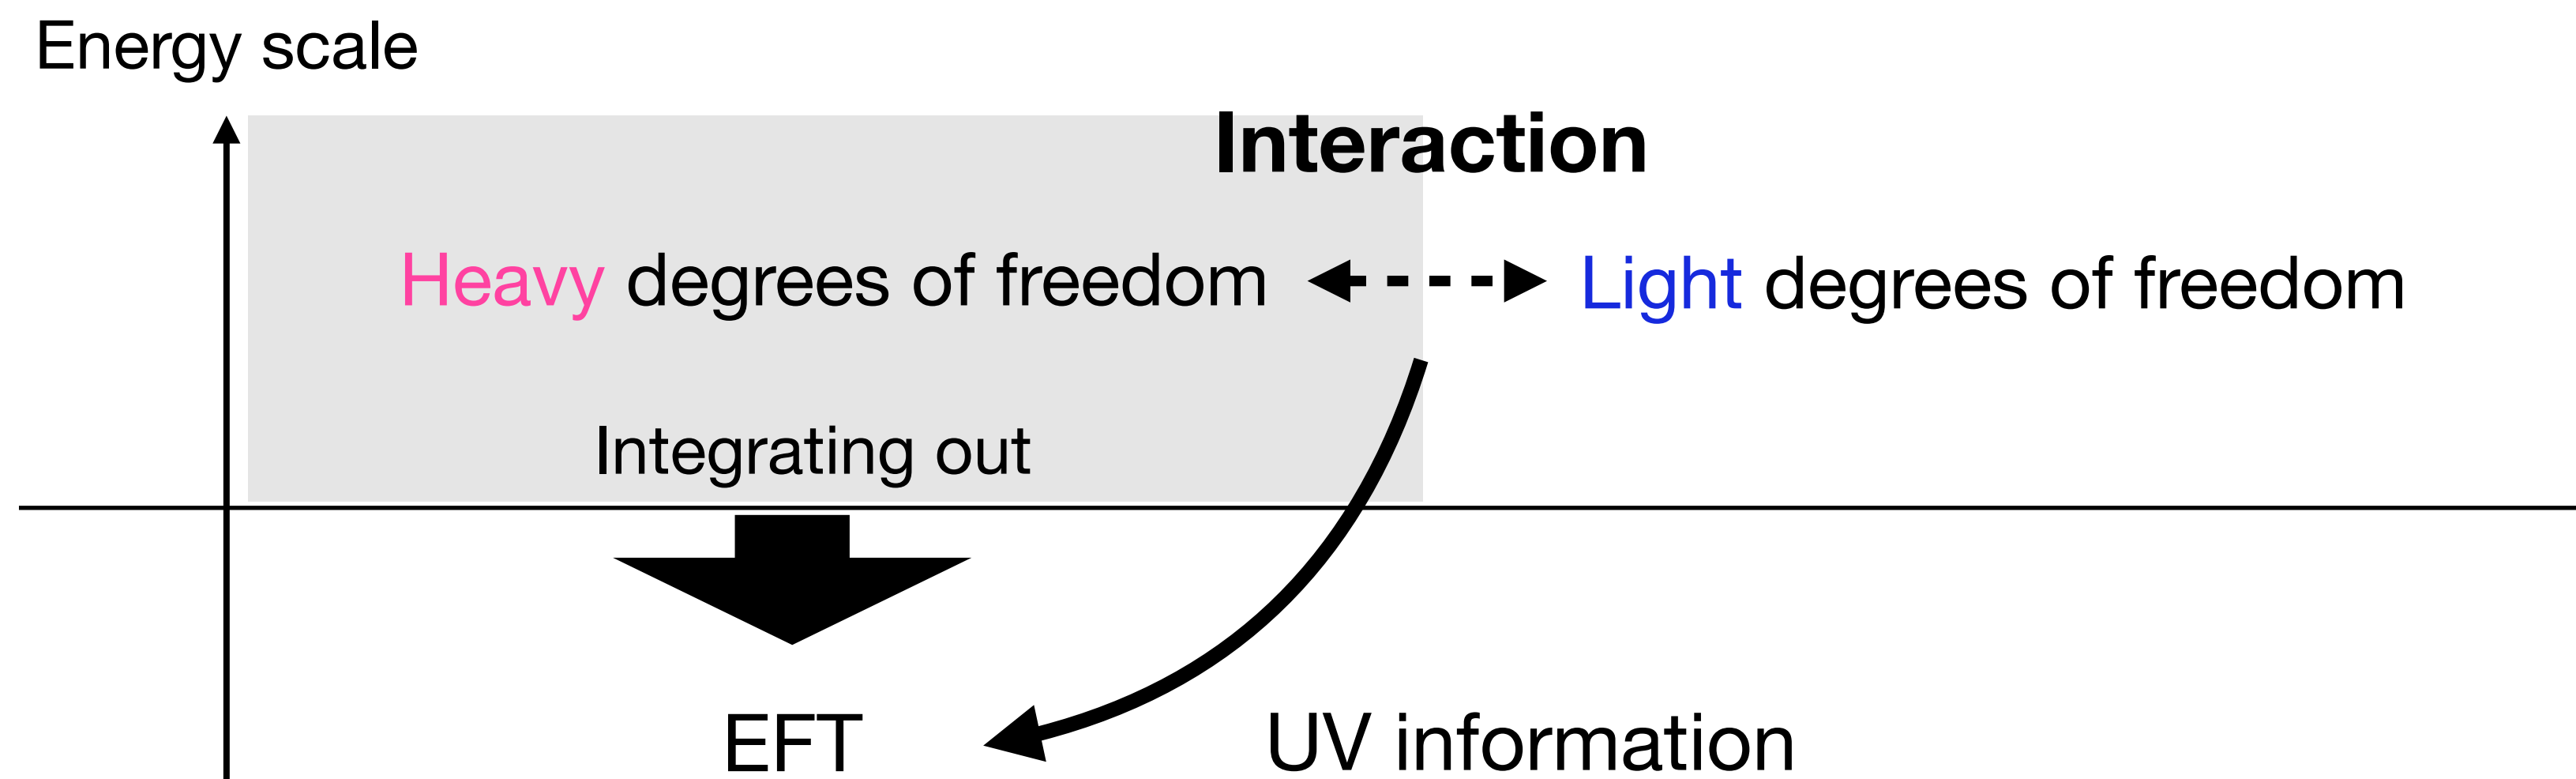 Energy scale
Interaction
Heavy degrees of freedom
Light degrees of freedom
Integrating out
EFT
UV information